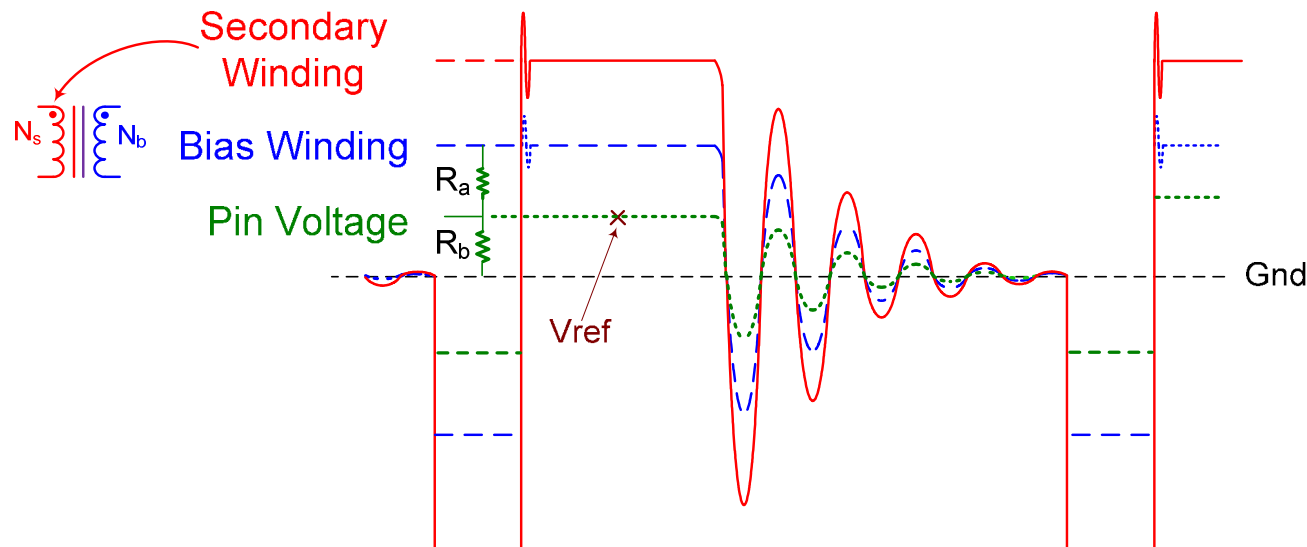 Secondary
Winding
Ns
Nb
Bias Winding
Ra
Pin Voltage
Rb
Gnd
Vref